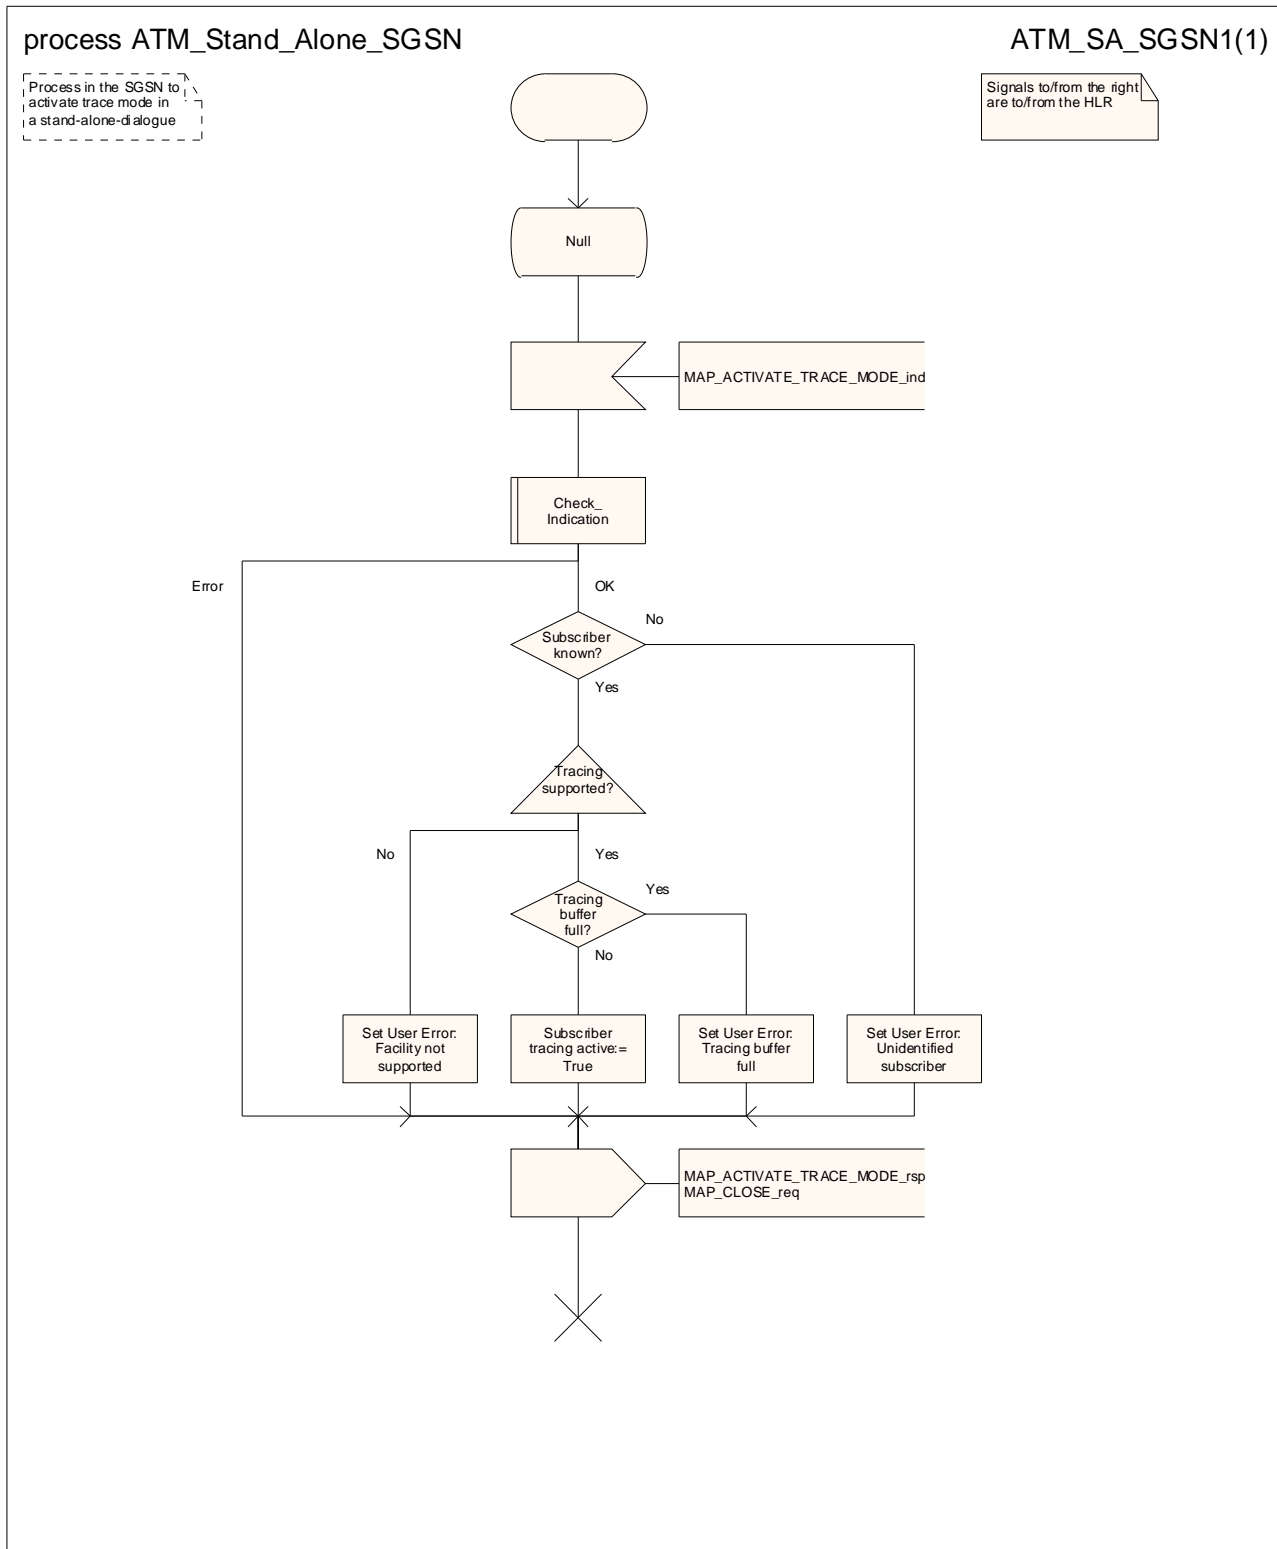 process ATM_Stand_Alone_SGSN
ATM_SA_SGSN1(1)
Process in the SGSN to
activate trace mode in
a stand-alone-dialogue
Signals to/from the right
are to/from the HLR
Null
MAP_ACTIVATE_TRACE_MODE_ind
Check_
Indication
Error
OK
Subscriber
known?
No
Yes
Tracing
supported?
No
Yes
Tracing
buffer
full?
Yes
No
Set User Error:
Facility not
supported
Subscriber
tracing active:=
True
Set User Error:
Tracing buffer
full
Set User Error:
Unidentified
subscriber
MAP_ACTIVATE_TRACE_MODE_rsp
MAP_CLOSE_req